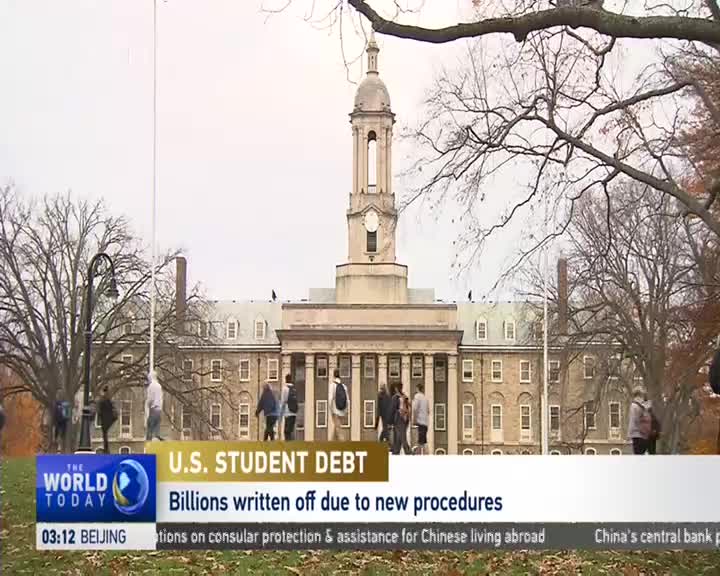 U.S. STUDENT DEBT
THE
WORLD
TODAY
Billions written off due to new procedures
03:12 BEIJING
ations on consular protection & assistance for Chinese living abroad
China's central bank p